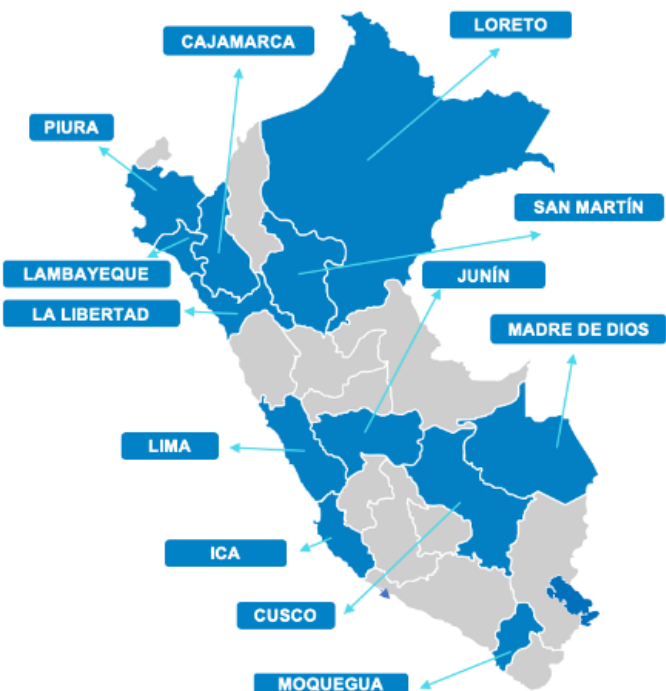 LORETO
CAJAMARCA
PIURA
SAN MARTÍN
LAMBAYEQUE
JUNÍN
LA LIBERTAD
MADRE DE DIOS
LIMA
ICA
CUSCO
MOQUEGUA